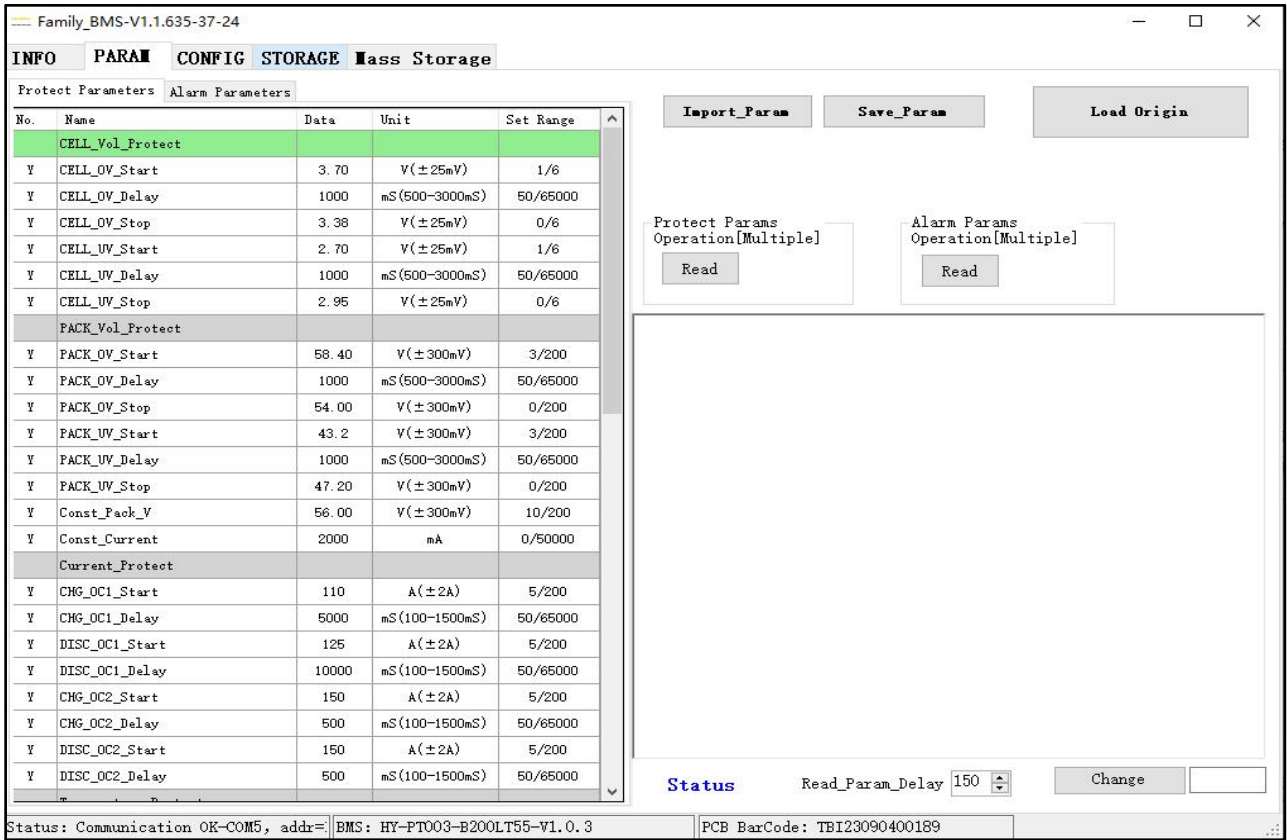 Family_BMS-V1.1.635-37-24
INFO PARAM CONFIG STORAGE Mass Storage
Protect Parameters Alarm Parameters
Import_Param Save_Param Load Origin
No. Name Data Unit Set Range
CELL_Vol_Protect
Y CELL_OV_Start 3.70 V(±25mV) 1/6
Y CELL_OV_Delay 1000 mS(500-3000mS) 50/65000
Y CELL_OV_Stop 3.38 V(±25mV) 0/6
Y CELL_UV_Start 2.70 V(±25mV) 1/6
Y CELL_UV_Delay 1000 mS(500-3000mS) 50/65000
Y CELL_UV_Stop 2.95 V(±25mV) 0/6
PACK_Vol_Protect
Y PACK_OV_Start 58.40 V(±300mV) 3/200
Y PACK_OV_Delay 1000 mS(500-3000mS) 50/65000
Y PACK_OV_Stop 54.00 V(±300mV) 0/200
Y PACK_UV_Start 43.2 V(±300mV) 3/200
Y PACK_UV_Delay 1000 mS(500-3000mS) 50/65000
Y PACK_UV_Stop 47.20 V(±300mV) 0/200
Y Const_Pack_V 56.00 V(±300mV) 10/200
Y Const_Current 2000 mA 0/50000
Current_Protect
Y CHG_OC1_Start 110 A(±2A) 5/200
Y CHG_OC1_Delay 5000 mS(100-1500mS) 50/65000
Y DISC_OC1_Start 125 A(±2A) 5/200
Y DISC_OC1_Delay 10000 mS(100-1500mS) 50/65000
Y CHG_OC2_Start 150 A(±2A) 5/200
Y CHG_OC2_Delay 500 mS(100-1500mS) 50/65000
Y DISC_OC2_Start 150 A(±2A) 5/200
Y DISC_OC2_Delay 500 mS(100-1500mS) 50/65000
Protect Params
Operation[Multiple]
Read
Alarm Params
Operation[Multiple]
Read
Status Read_Param_Delay 150 Change
Status: Communication OK-COM5, addr= BMS: HY-PT003-B200LT55-V1.0.3 PCB BarCode: TBI23090400189